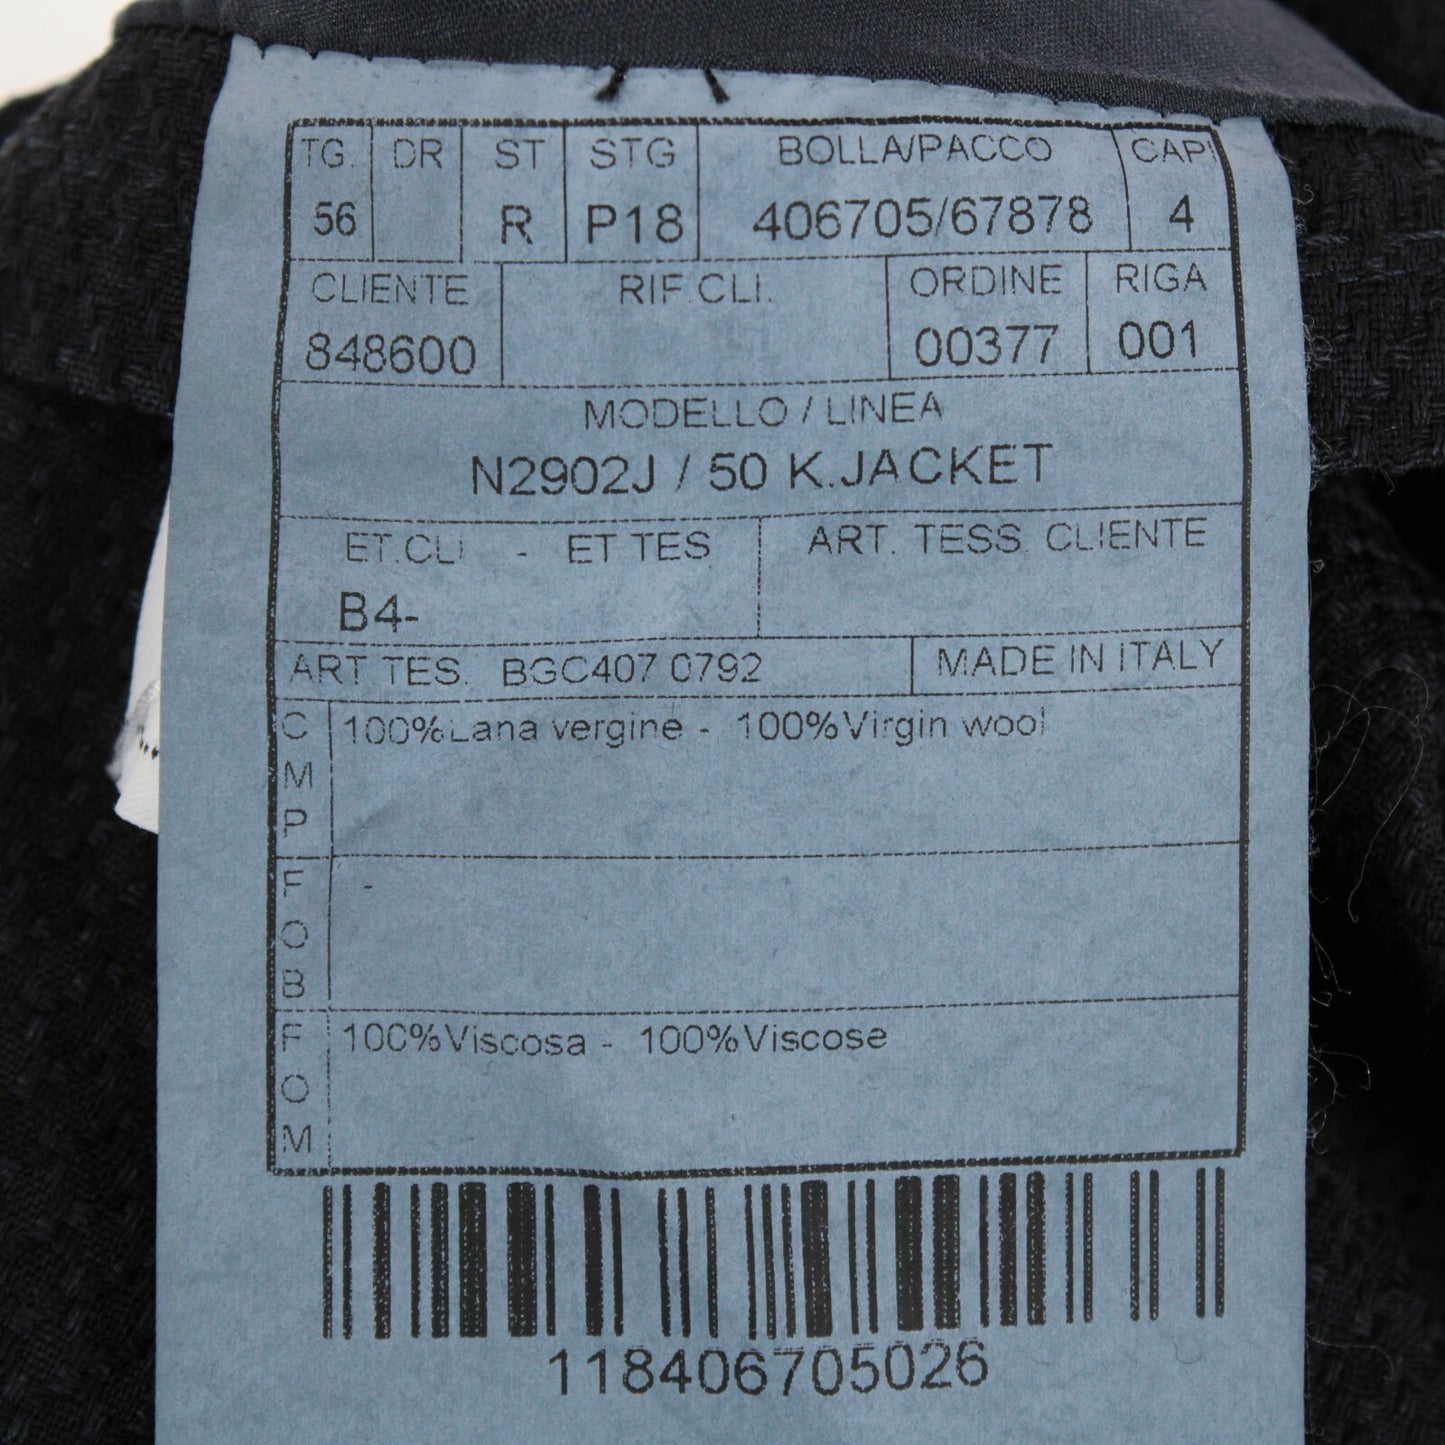 TG. DR ST STG BOLLA/PACCO CAPI
56 R P18 406705/67878 4
CLIENTE RIF.CLI. ORDINE RIGA
848600 00377 001
MODELLO / LINEA
N2902J / 50 K.JACKET
ET.CLI - ET TES ART. TESS. CLIENTE
B4-
ART TES. BGC407 0792 MADE IN ITALY
C 100%Lana vergine - 100%Virgin wool
M
P
F -
O
B
F 100%Viscosa - 100%Viscose
O
M
118406705026